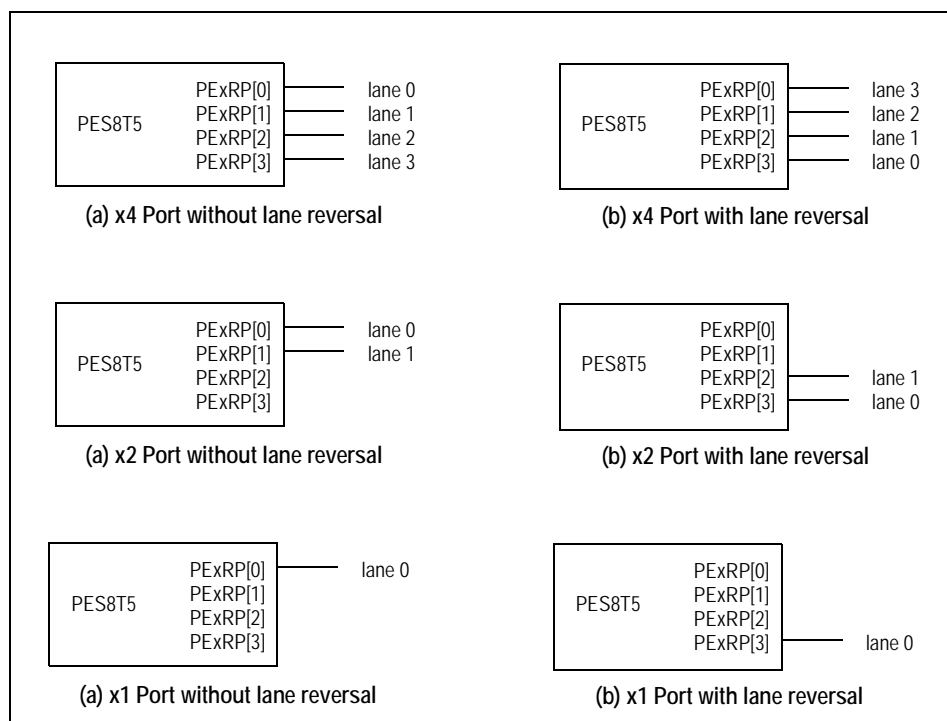 PES8T5
PExRP[0] lane 0
PExRP[1] lane 1
PExRP[2] lane 2
PExRP[3] lane 3
(a) x4 Port without lane reversal
PES8T5
PExRP[0] lane 3
PExRP[1] lane 2
PExRP[2] lane 1
PExRP[3] lane 0
(b) x4 Port with lane reversal
PES8T5
PExRP[0] lane 0
PExRP[1] lane 1
PExRP[2]
PExRP[3]
(a) x2 Port without lane reversal
PES8T5
PExRP[0]
PExRP[1]
PExRP[2] lane 1
PExRP[3] lane 0
(b) x2 Port with lane reversal
PES8T5
PExRP[0] lane 0
PExRP[1]
PExRP[2]
PExRP[3]
(a) x1 Port without lane reversal
PES8T5
PExRP[0]
PExRP[1]
PExRP[2]
PExRP[3] lane 0
(b) x1 Port with lane reversal